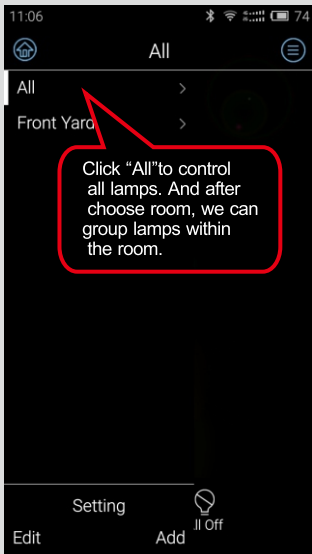 11:06 74
All
All
Front Yard
Click “All”to control
all lamps. And after
choose room, we can
group lamps within
the room.
Setting
ll Off
Edit Add